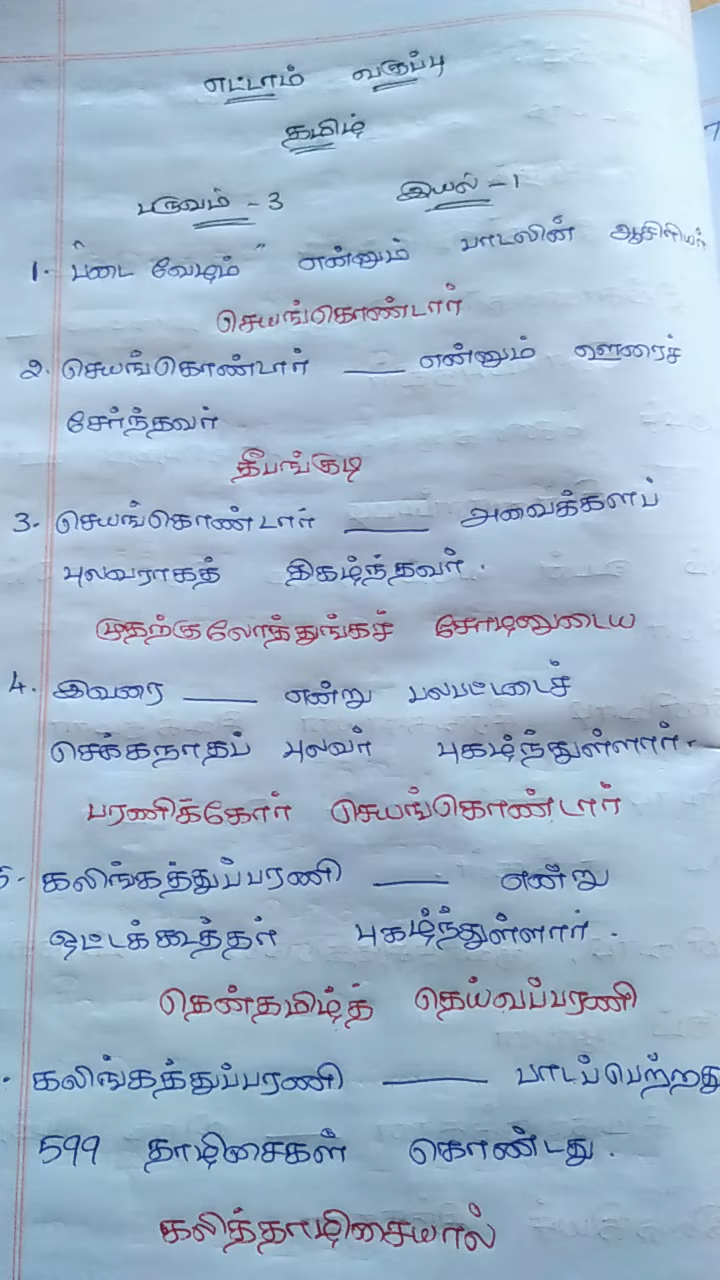 எட்டாம் வகுப்பு
தமிழ்
பருவம் - 3 இயல் - 1
1. படை வேழம்" என்னும் பாடலின் ஆசிரியர்
செயங்கொண்டார்
2. செயங்கொண்டார் ___ என்னும் ஊரைச்
சேர்ந்தவர்
தீபங்குடி
3. செயங்கொண்டார் ___ அவைக்களப்
புலவராகத் திகழ்ந்தவர்.
முதற்குலோத்துங்கச் சோழனுடைய
4. இவரை ___ என்று பலபட்டடைச்
செக்கநாதப் புலவர் புகழ்ந்துள்ளார்.
பரணிக்கோர் செயங்கொண்டார்
5. கலிங்கத்துப்பரணி ___ என்று
ஒட்டக்கூத்தர் புகழ்ந்துள்ளார்.
தென்தமிழ்த் தெய்வப்பரணி
. கலிங்கத்துப்பரணி ___ பாடப்பெற்றது
599 தாழிசைகள் கொண்டது.
கலித்தாழிசையால்